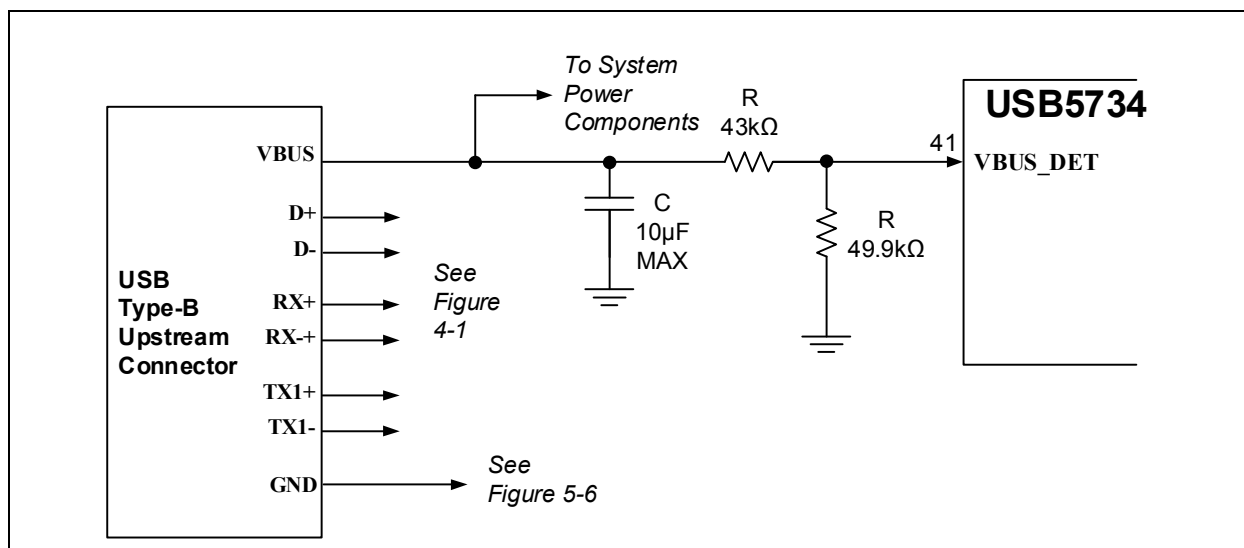 To System
Power
Components
R
43kΩ
USB5734
41
VBUS_DET
VBUS
C
10µF
MAX
R
49.9kΩ
D+
D-
USB
Type-B
Upstream
Connector
RX+
RX-+
See
Figure
4-1
TX1+
TX1-
GND
See
Figure 5-6